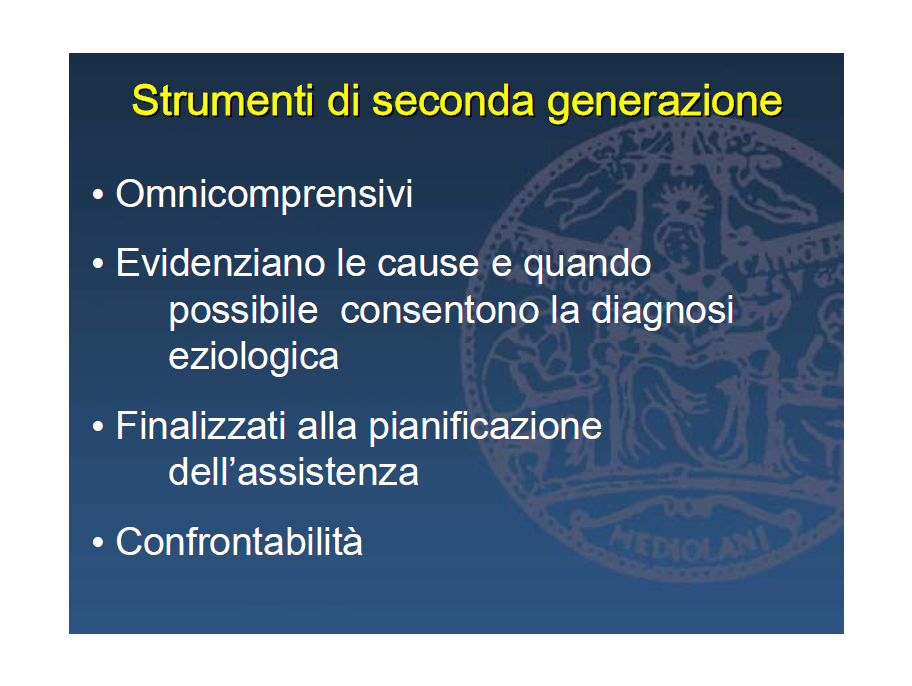 Strumenti di seconda generazione
• Omnicomprensivi
• Evidenziano le cause e quando
possibile consentono la diagnosi
eziologica
• Finalizzati alla pianificazione
dell’assistenza
• Confrontabilità
MEDIOLANI